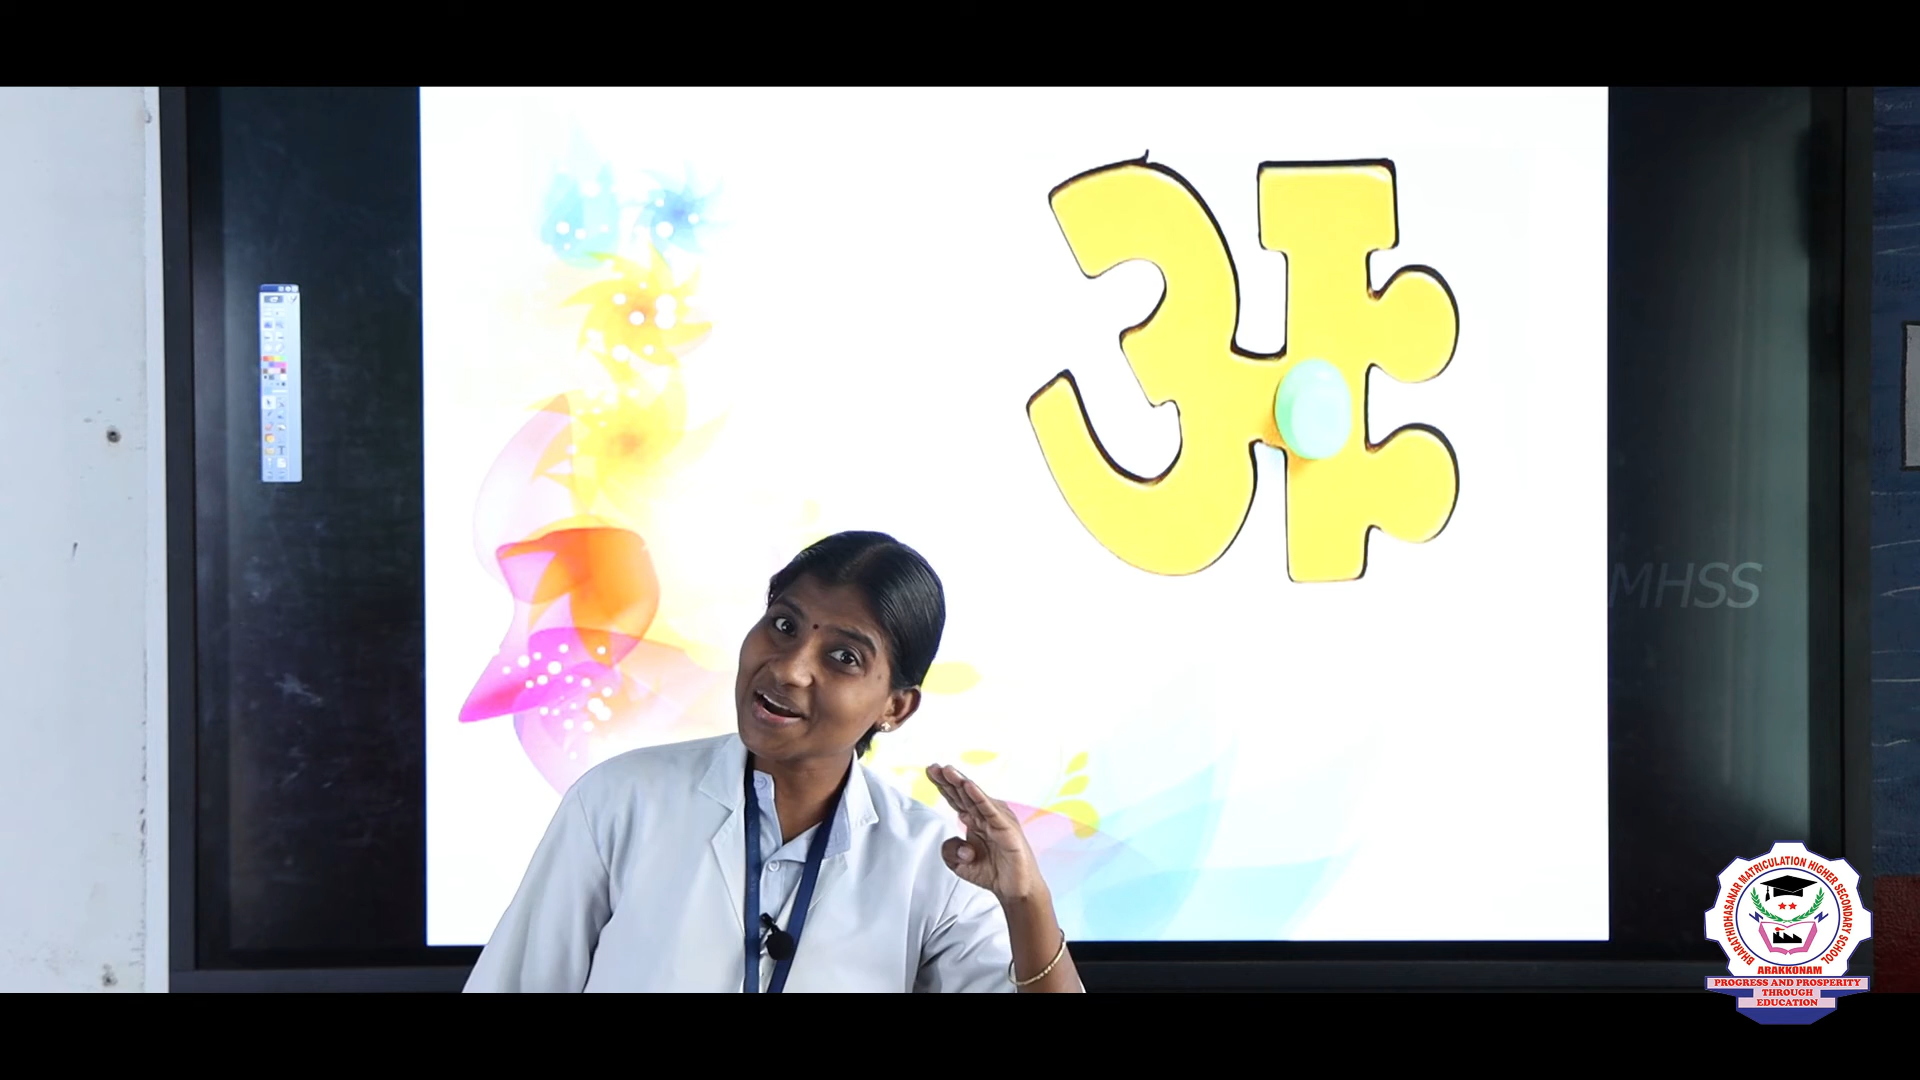 अः
MHSS
BHARATHIDHASANAR MATRICULATION HIGHER SECONDARY SCHOOL
ARAKKONAM
PROGRESS AND PROSPERITY
THROUGH
EDUCATION